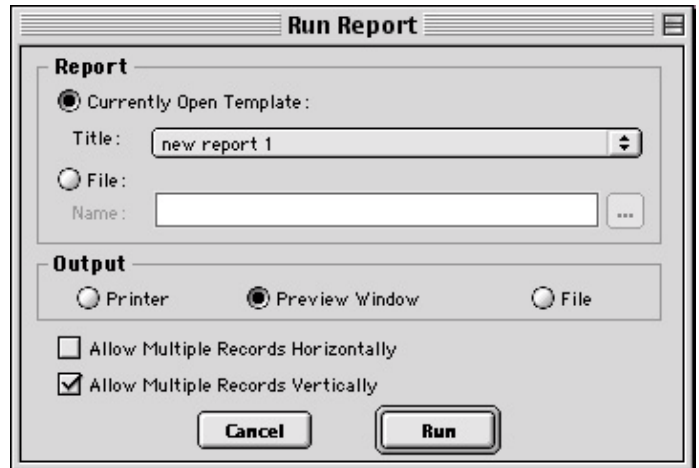 Run Report
Report
Currently Open Template:
Title: new report 1
File:
Name: ...
Output
Printer Preview Window File
Allow Multiple Records Horizontally
Allow Multiple Records Vertically
Cancel Run